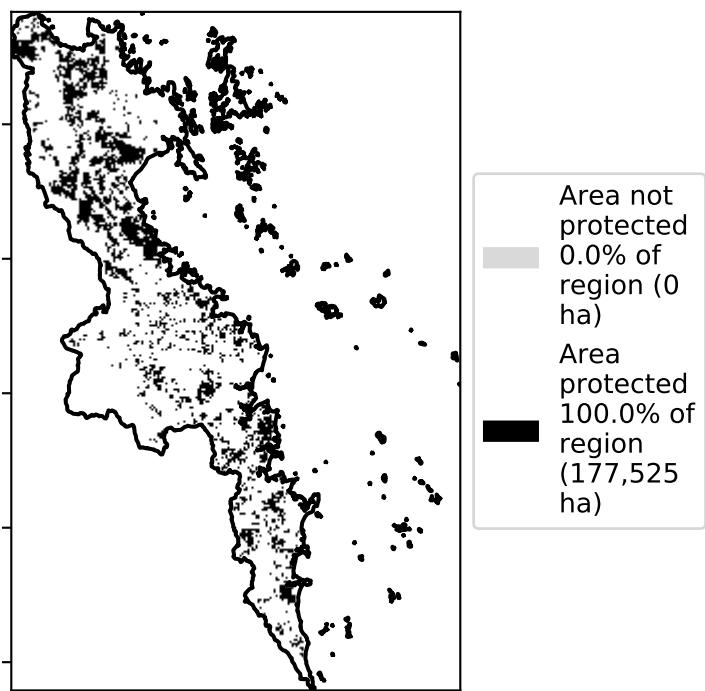 Area not
protected
0.0% of
region (0
ha)
Area
protected
100.0% of
region
(177,525
ha)